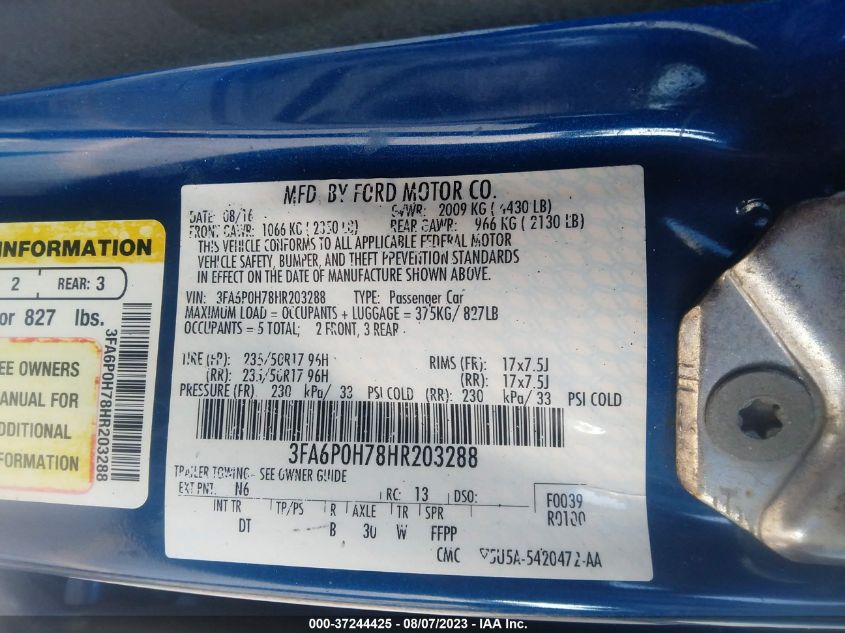 MFD. BY FORD MOTOR CO.
DATE: 08/16 GVWR: 2009 KG ( 4430 LB)
FRONT GAWR: 1066 KG ( 2350 LB) REAR GAWR: 966 KG ( 2130 LB)
THIS VEHICLE CONFORMS TO ALL APPLICABLE FEDERAL MOTOR
VEHICLE SAFETY, BUMPER, AND THEFT PREVENTION STANDARDS
IN EFFECT ON THE DATE OF MANUFACTURE SHOWN ABOVE.
VIN: 3FA6P0H78HR203288 TYPE: Passenger Car
MAXIMUM LOAD = OCCUPANTS + LUGGAGE = 375KG/ 827LB
OCCUPANTS = 5 TOTAL; 2 FRONT, 3 REAR
TIRE (FR): 235/50R17 96H RIMS (FR): 17x7.5J
(RR): 235/50R17 96H (RR): 17x7.5J
PRESSURE (FR): 230 kPa/ 33 PSI COLD (RR): 230 kPa/ 33 PSI COLD
3FA6P0H78HR203288
TRAILER TOWING - SEE OWNER GUIDE
EXT PNT: N6 RC: 13 DSO: F0039
INT TR TP/PS R AXLE TR SPR R0100
DT B 30 W FFPP
CMC 5U5A-5420472-AA
INFORMATION
2 REAR: 3
or 827 lbs.
EE OWNERS
MANUAL FOR
ADDITIONAL
INFORMATION
3FA6P0H78HR203288
000-37244425 - 08/07/2023 - IAA Inc.